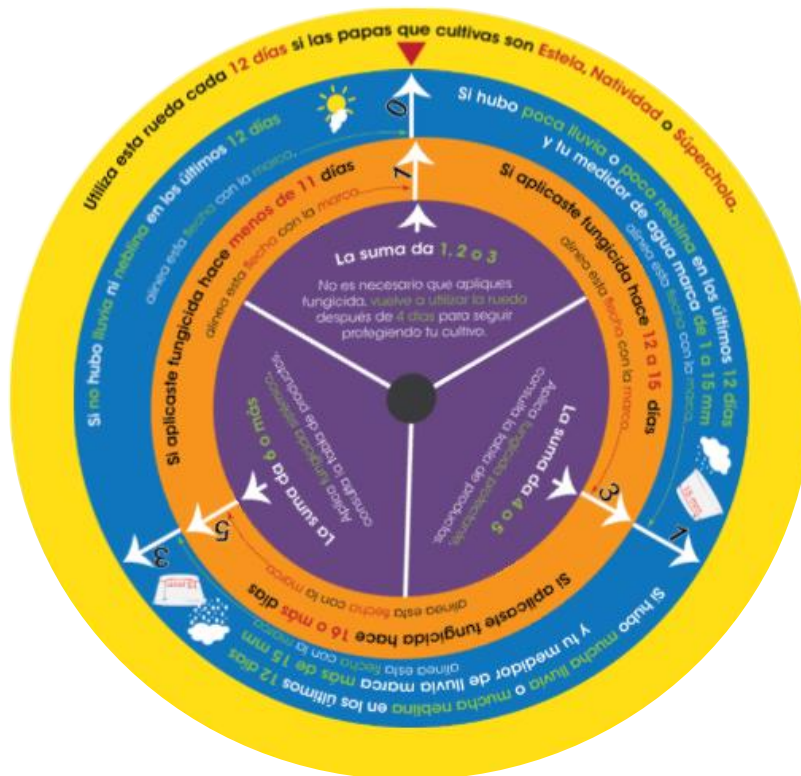 Utiliza esta rueda cada 12 días si las papas que cultivas son Estela, Natividad o Súperchola.
Si no hubo lluvia ni neblina en los últimos 12 días
alinea esta flecha con la marca.
0
Si hubo poca lluvia o poca neblina en los últimos 12 días
y tu medidor de agua marca de 1 a 15 mm
alinea esta flecha con la marca.
15 mm
1
Si hubo mucha lluvia o mucha neblina en los últimos 12 días
y tu medidor de lluvia marca más de 15 mm
alinea esta flecha con la marca
3
Si aplicaste fungicida hace menos de 11 días
alinea esta flecha con la marca
1
Si aplicaste fungicida hace 12 a 15 días
alinea esta flecha con la marca.
3
Si aplicaste fungicida hace 16 o más días
alinea esta flecha con la marca
5
La suma da 1, 2 o 3
No es necesario que apliques
fungicida, vuelve a utilizar la rueda
después de 4 días para seguir
protegiendo tu cultivo.
La suma da 4 o 5
Aplica fungicida protectante,
consulta la tabla de productos.
La suma da 6 o más
Aplica fungicida sistémico,
consulta la tabla de productos.